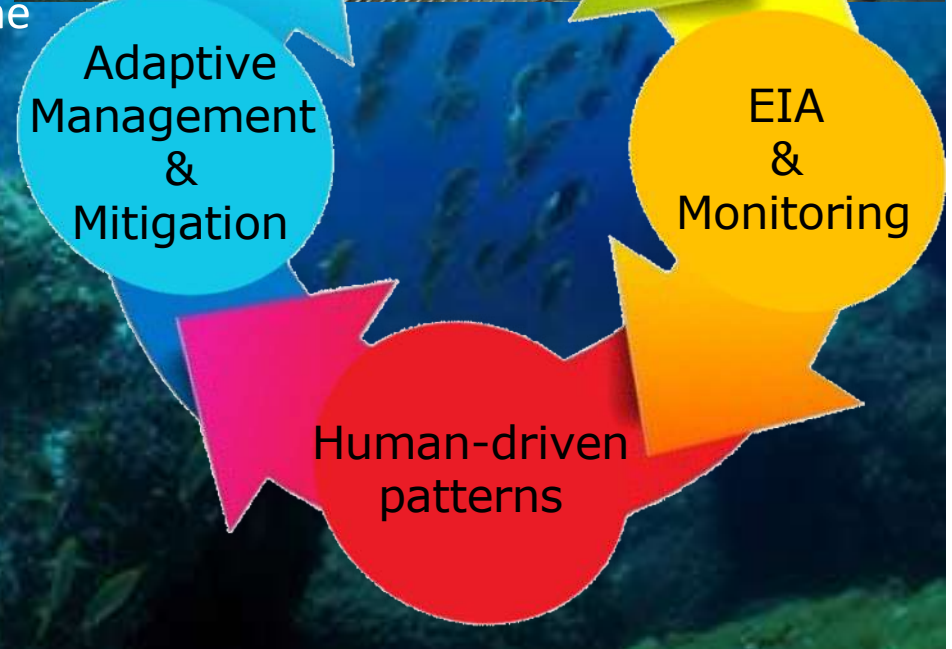 Adaptive
Management
&
Mitigation
EIA
&
Monitoring
Human-driven
patterns